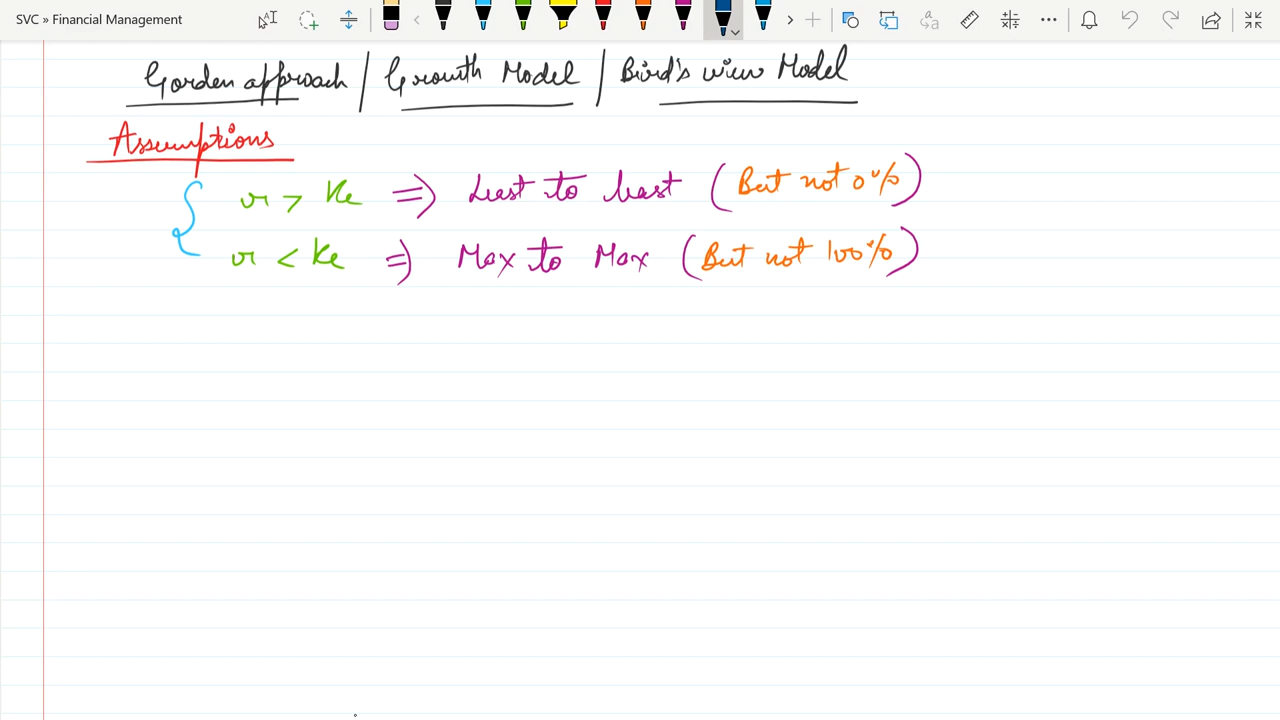 SVC » Financial Management
Gorden approach / Growth Model / Bird's view Model
Assumptions
r > Ke ⇒ Least to least (But not 0%)
r < Ke ⇒ Max to Max (But not 100%)